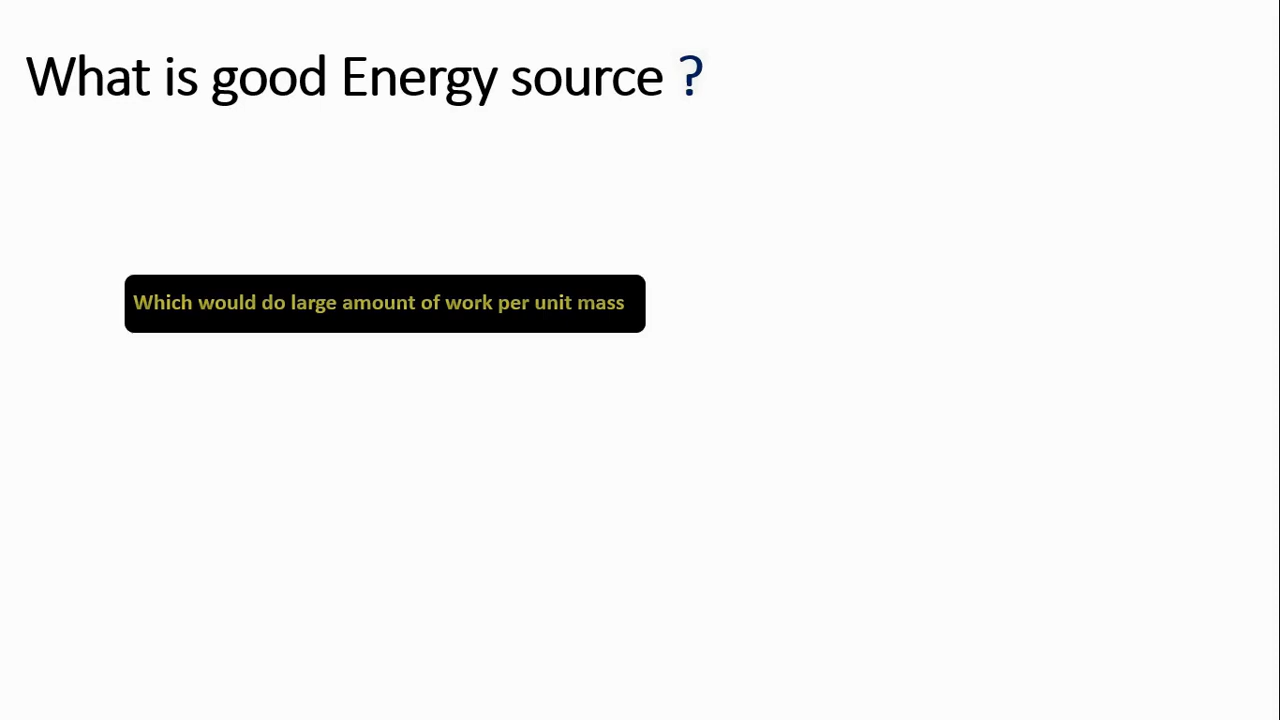 What is good Energy source ?
Which would do large amount of work per unit mass